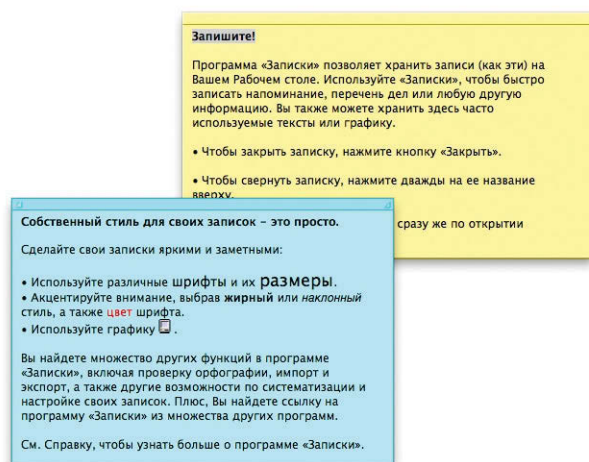 Запишите!
Программа «Записки» позволяет хранить записи (как эти) на
Вашем Рабочем столе. Используйте «Записки», чтобы быстро
записать напоминание, перечень дел или любую другую
информацию. Вы также можете хранить здесь часто
используемые тексты или графику.
• Чтобы закрыть записку, нажмите кнопку «Закрыть».
• Чтобы свернуть записку, нажмите дважды на ее название
вверху.
сразу же по открытии
Собственный стиль для своих записок – это просто.
Сделайте свои записки яркими и заметными:
• Используйте различные шрифты и их размеры.
• Акцентируйте внимание, выбрав жирный или наклонный
стиль, а также цвет шрифта.
• Используйте графику .
Вы найдете множество других функций в программе
«Записки», включая проверку орфографии, импорт и
экспорт, а также другие возможности по систематизации и
настройке своих записок. Плюс, Вы найдете ссылку на
программу «Записки» из множества других программ.
См. Справку, чтобы узнать больше о программе «Записки».